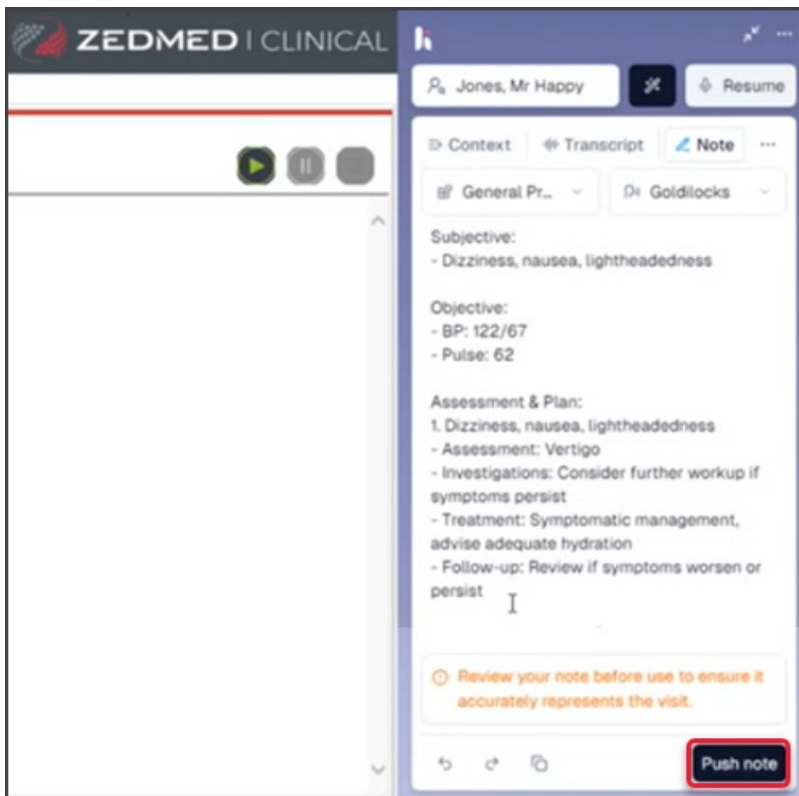 ZEDMED | CLINICAL
Jones, Mr Happy
Resume
Context
Transcript
Note
General Pr...
Goldilocks
Subjective:
- Dizziness, nausea, lightheadedness
Objective:
- BP: 122/67
- Pulse: 62
Assessment & Plan:
1. Dizziness, nausea, lightheadedness
- Assessment: Vertigo
- Investigations: Consider further workup if
symptoms persist
- Treatment: Symptomatic management,
advise adequate hydration
- Follow-up: Review if symptoms worsen or
persist
Review your note before use to ensure it
accurately represents the visit.
Push note